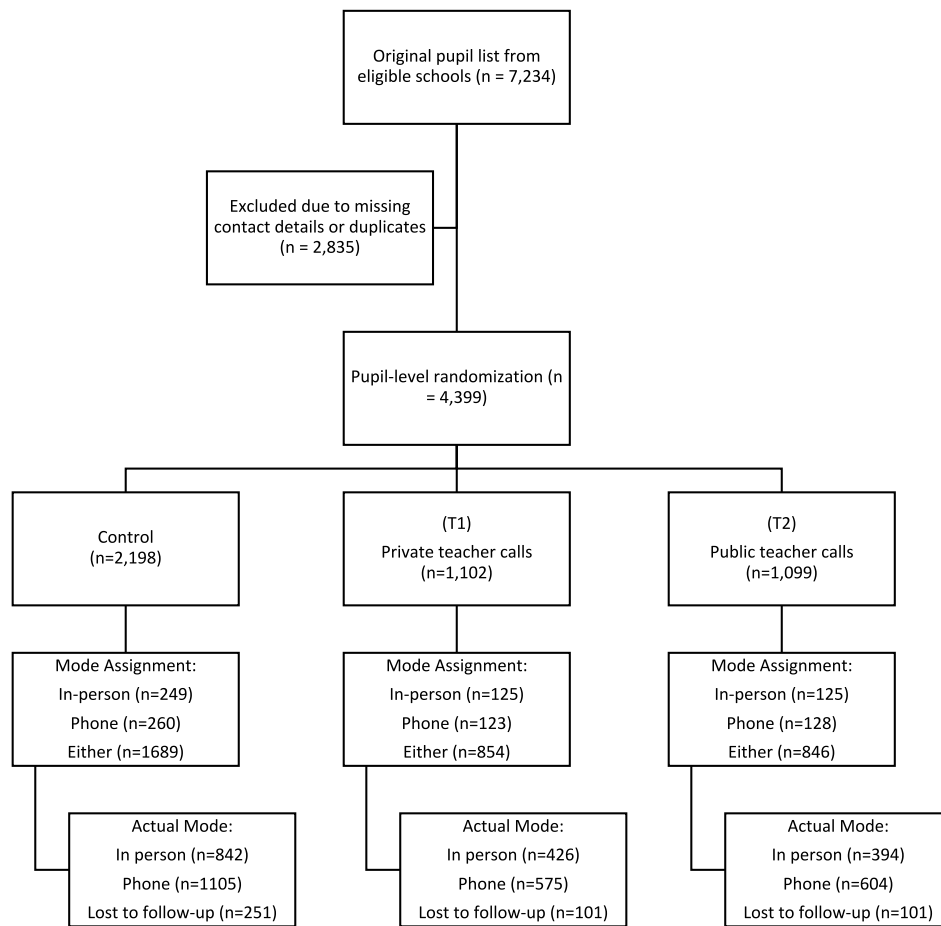 Original pupil list from
eligible schools (n = 7,234)
Excluded due to missing
contact details or duplicates
(n = 2,835)
Pupil-level randomization (n
= 4,399)
Control
(n=2,198)
(T1)
Private teacher calls
(n=1,102)
(T2)
Public teacher calls
(n=1,099)
Mode Assignment:
In-person (n=249)
Phone (n=260)
Either (n=1689)
Mode Assignment:
In-person (n=125)
Phone (n=123)
Either (n=854)
Mode Assignment:
In-person (n=125)
Phone (n=128)
Either (n=846)
Actual Mode:
In person (n=842)
Phone (n=1105)
Lost to follow-up (n=251)
Actual Mode:
In person (n=426)
Phone (n=575)
Lost to follow-up (n=101)
Actual Mode:
In person (n=394)
Phone (n=604)
Lost to follow-up (n=101)